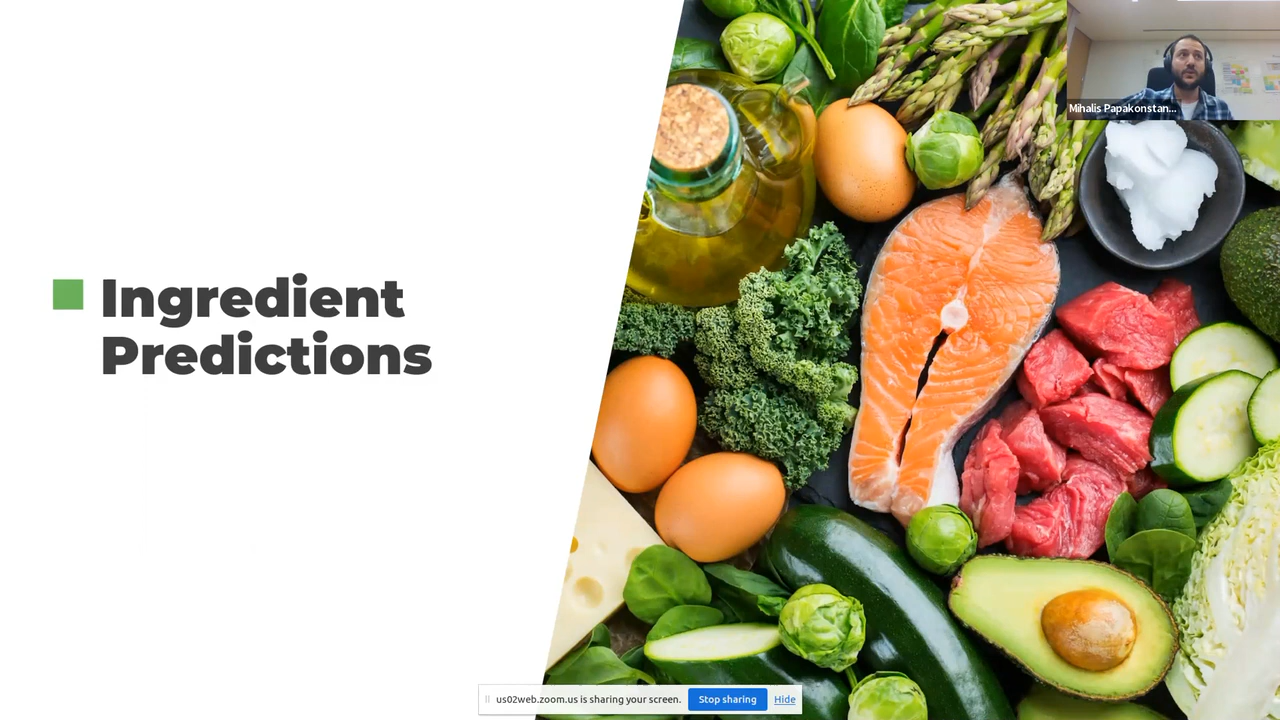 Mihalis Papakonstan...
Ingredient
Predictions
us02web.zoom.us is sharing your screen.
Stop sharing
Hide